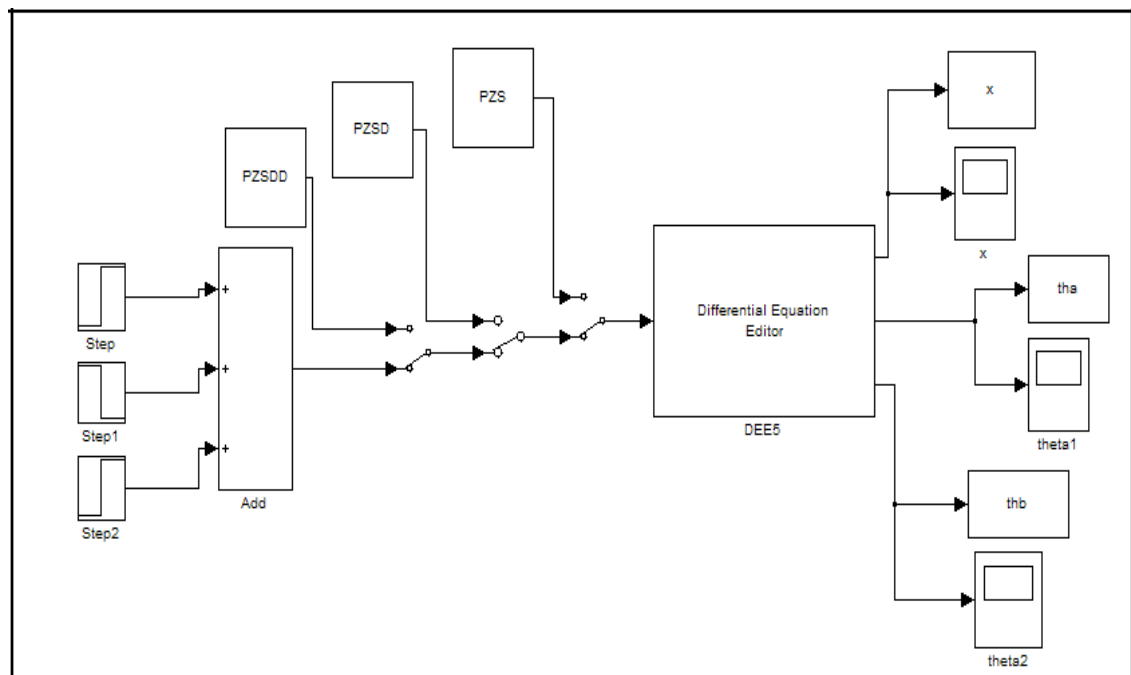 PZS
x
PZSD
PZSDD
x
tha
+
Differential Equation
Editor
Step
+
theta1
Step1
DEE5
+
thb
Step2
Add
theta2